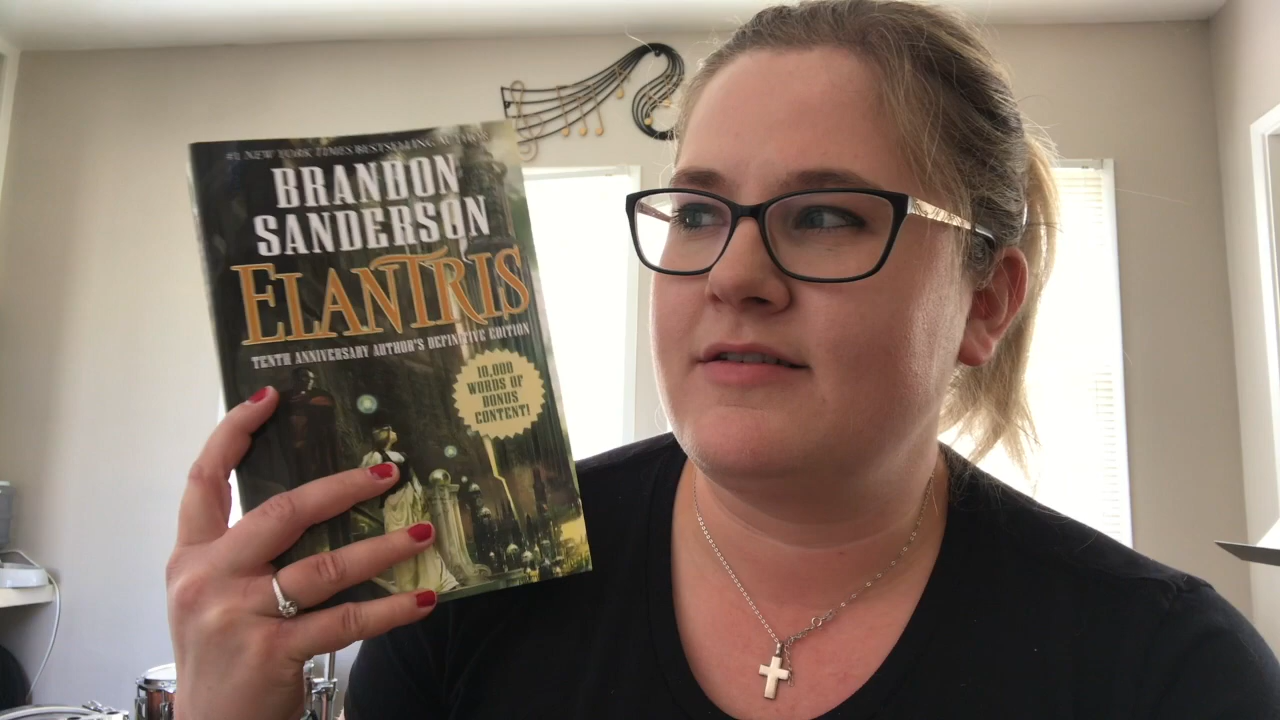 #1 NEW YORK TIMES BESTSELLING AUTHOR
BRANDON
SANDERSON
ELANTRIS
TENTH ANNIVERSARY AUTHOR'S DEFINITIVE EDITION
10,000
WORDS OF
BONUS
CONTENT!